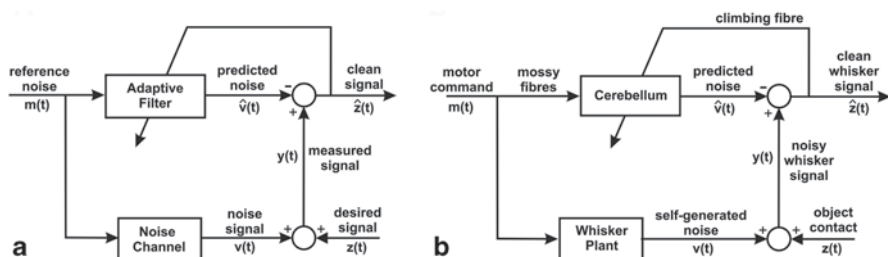 reference
noise
m(t)
Adaptive
Filter
predicted
noise
v̂(t)
−
+
clean
signal
ẑ(t)
y(t)
measured
signal
Noise
Channel
noise
signal
v(t)
+
+
desired
signal
z(t)
a
climbing fibre
motor
command
m(t)
mossy
fibres
Cerebellum
predicted
noise
v̂(t)
−
+
clean
whisker
signal
ẑ(t)
y(t)
noisy
whisker
signal
Whisker
Plant
self-generated
noise
v(t)
+
+
object
contact
z(t)
b